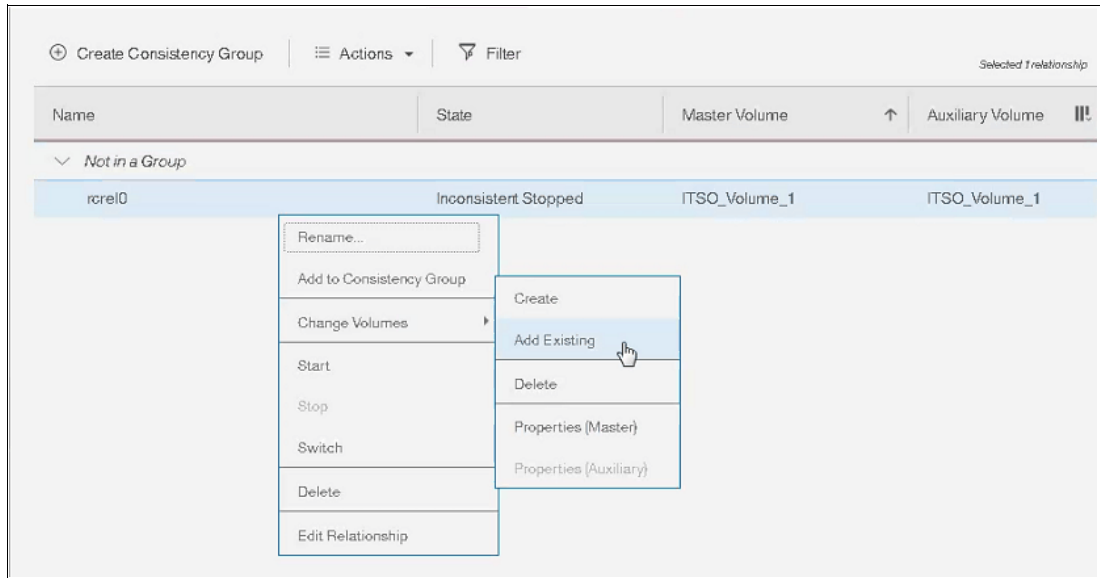 Create Consistency Group
Actions
Filter
Selected 1 relationship
Name State Master Volume Auxiliary Volume
Not in a Group
rcrel0 Inconsistent Stopped ITSO_Volume_1 ITSO_Volume_1
Rename...
Add to Consistency Group
Change Volumes
Start
Stop
Switch
Delete
Edit Relationship
Create
Add Existing
Delete
Properties (Master)
Properties (Auxiliary)